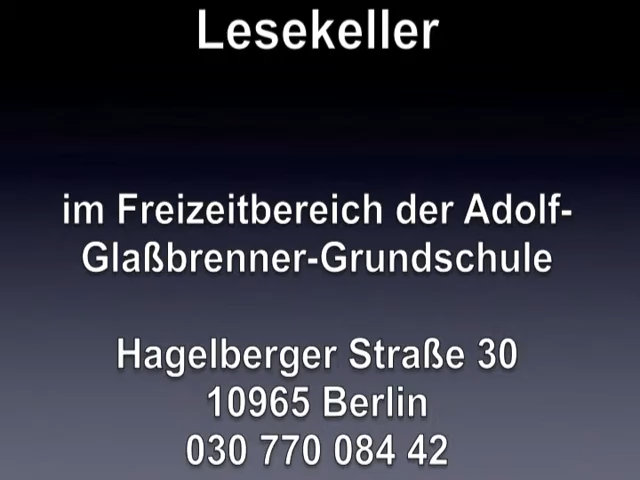 Lesekeller
im Freizeitbereich der Adolf-
Glaßbrenner-Grundschule
Hagelberger Straße 30
10965 Berlin
030 770 084 42